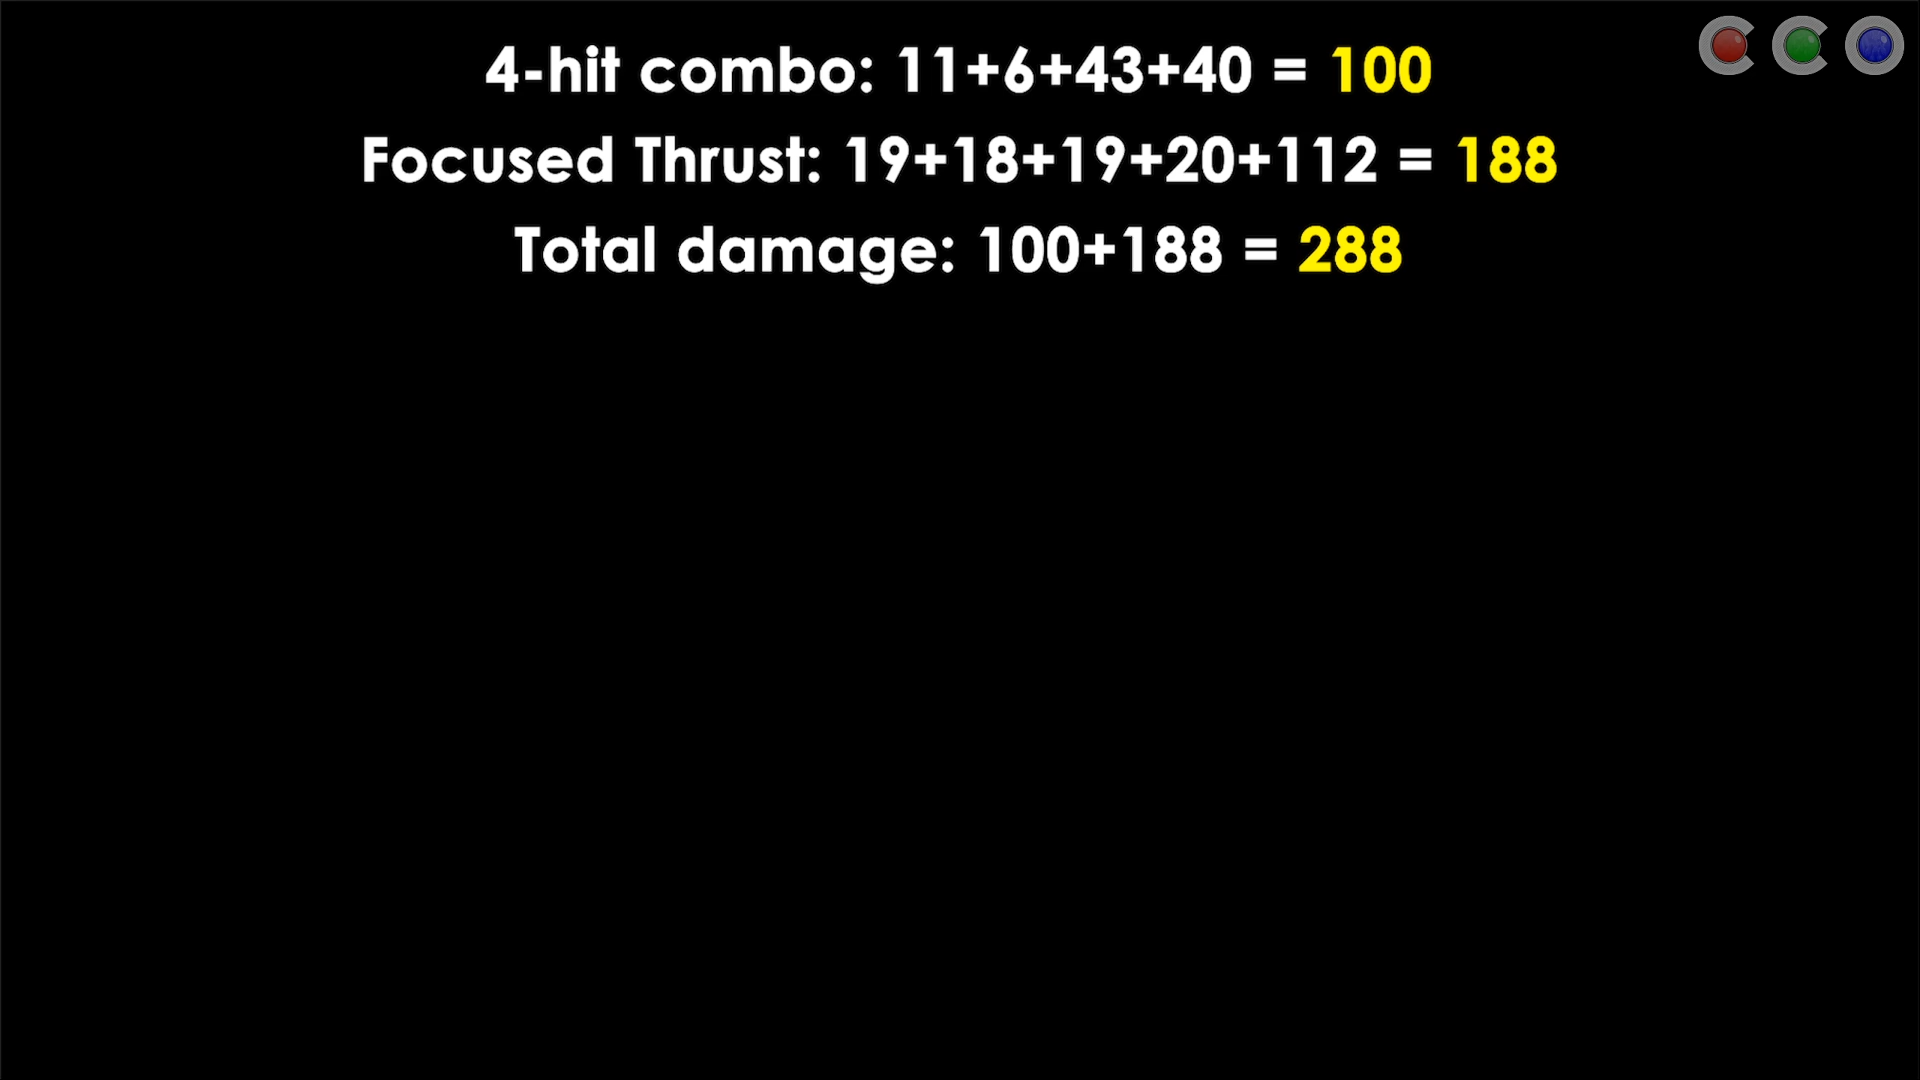 4-hit combo: 11+6+43+40 = 100
Focused Thrust: 19+18+19+20+112 = 188
Total damage: 100+188 = 288